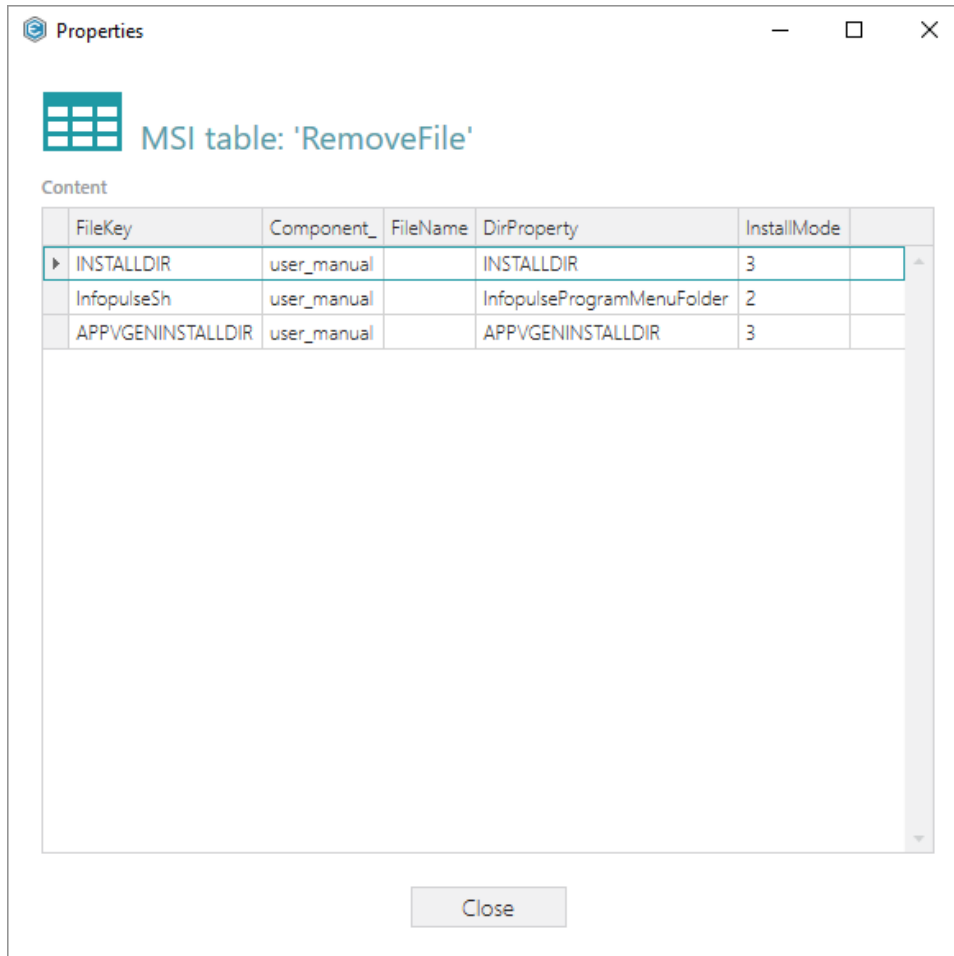 Properties
MSI table: 'RemoveFile'
Content
FileKey Component_ FileName DirProperty InstallMode
INSTALLDIR user_manual INSTALLDIR 3
InfopulseSh user_manual InfopulseProgramMenuFolder 2
APPVGENINSTALLDIR user_manual APPVGENINSTALLDIR 3
Close